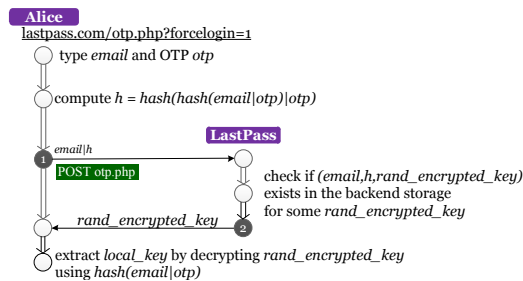 Alice
lastpass.com/otp.php?forcelogin=1
type email and OTP otp
compute h = hash(hash(email|otp)|otp)
LastPass
email|h
1
POST otp.php
check if (email,h,rand_encrypted_key)
exists in the backend storage
for some rand_encrypted_key
rand_encrypted_key
2
extract local_key by decrypting rand_encrypted_key
using hash(email|otp)